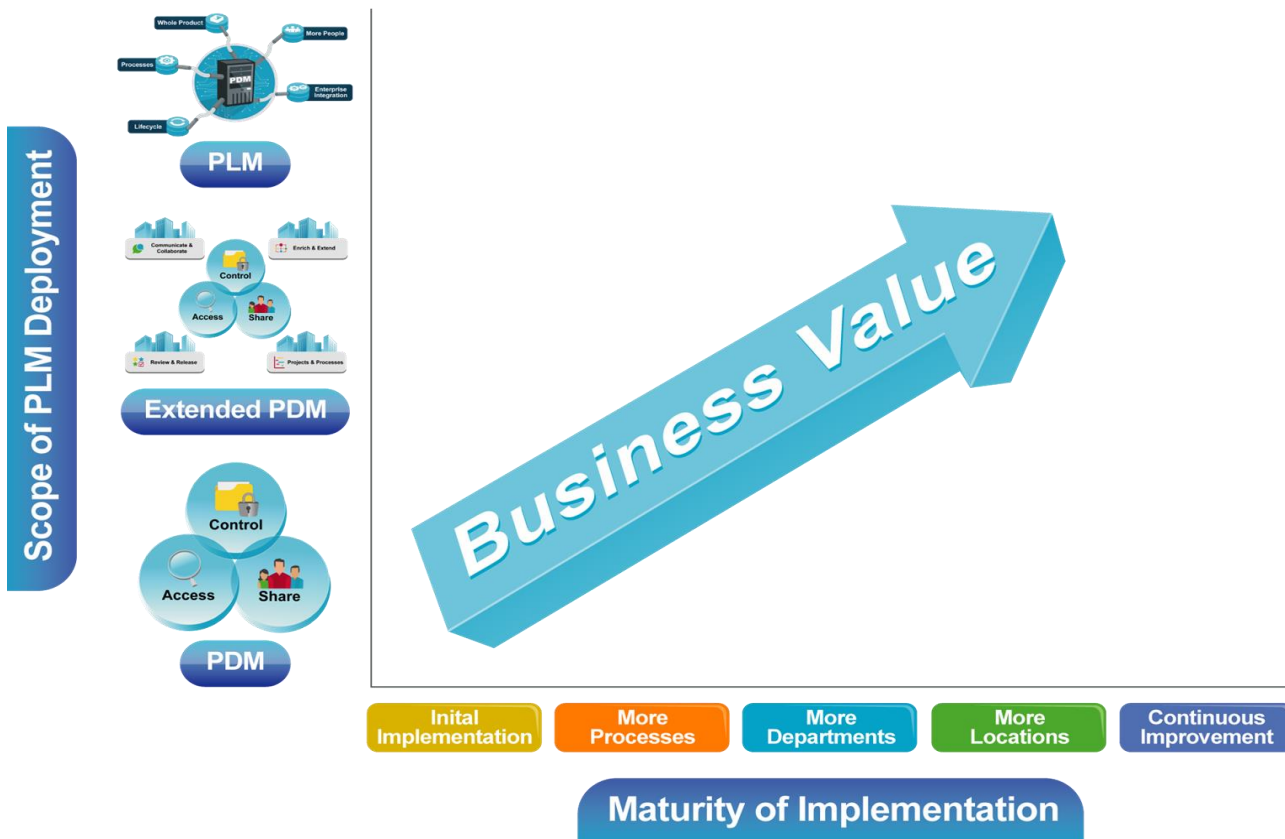 Scope of PLM Deployment
Whole Product
More People
Processes
PDM
Enterprise
Integration
Lifecycle
PLM
Communicate &
Collaborate
Enrich & Extend
Control
Access
Share
Review & Release
Projects & Processes
Extended PDM
Control
Access
Share
PDM
Business Value
Inital
Implementation
More
Processes
More
Departments
More
Locations
Continuous
Improvement
Maturity of Implementation